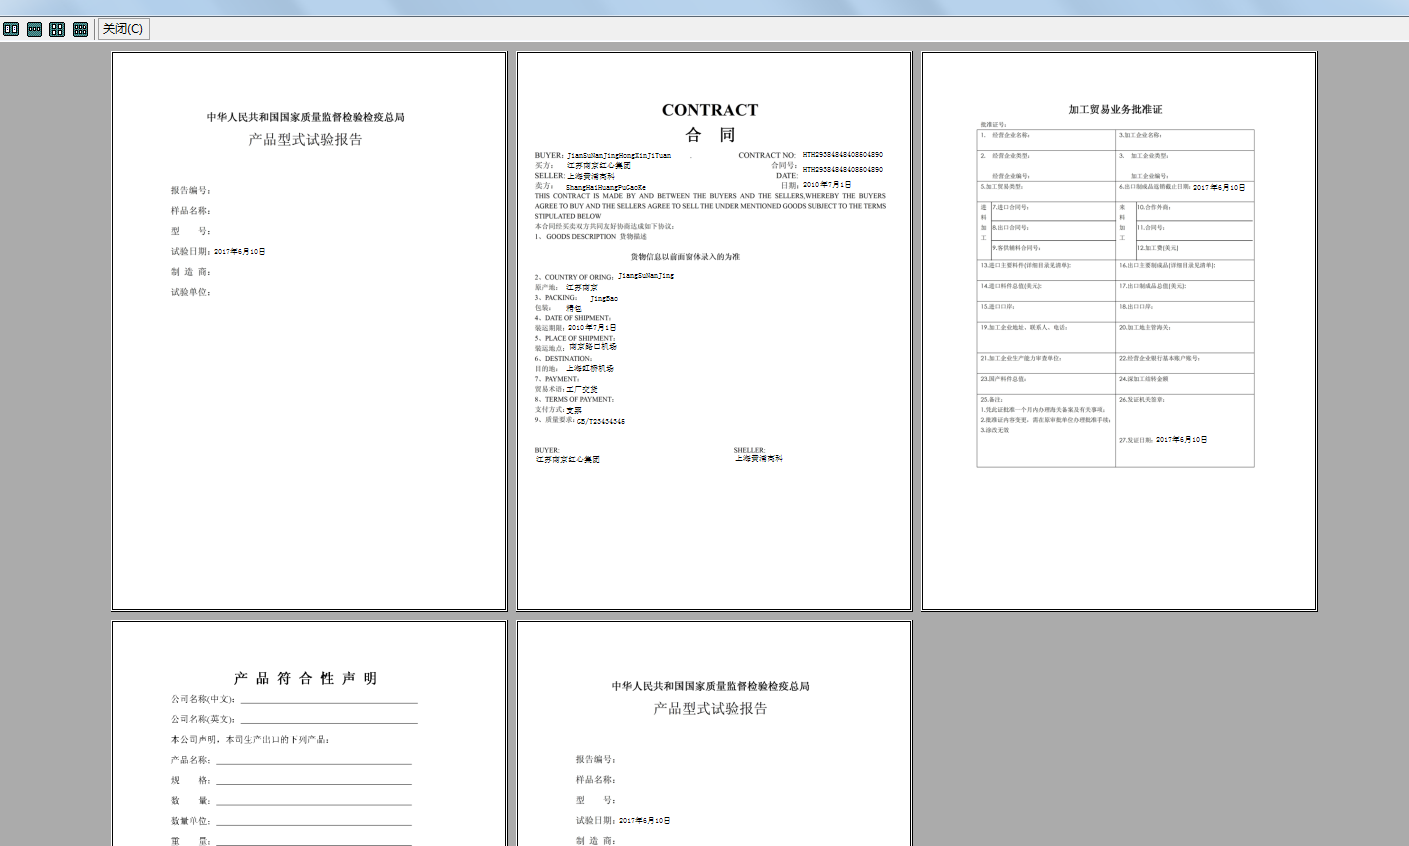 关闭(C)
中华人民共和国国家质量监督检验检疫总局
产品型式试验报告
报告编号:
样品名称:
型 号:
试验日期: 2017年6月10日
制 造 商:
试验单位:
CONTRACT
合 同
BUYER: JianSuNanJingHongXinJiTuan . CONTRACT NO: HTH29384848408504890
买方: 江苏南京红心集团 合同号: HTH29384848408504890
SELLER: 上海黄浦高科 DATE:
卖方: ShangHaiHuangPuGaoKe 日期: 2010年7月1日
THIS CONTRACT IS MADE BY AND BETWEEN THE BUYERS AND THE SELLERS,WHEREBY THE BUYERS
AGREE TO BUY AND THE SELLERS AGREE TO SELL THE UNDER MENTIONED GOODS SUBJECT TO THE TERMS
STIPULATED BELOW
本合同经买卖双方共同友好协商达成如下协议:
1、 GOODS DESCRIPTION 货物描述
货物信息以前面窗体录入的为准
2、COUNTRY OF ORING: JiangSuNanJing
原产地: 江苏南京
3、PACKING: JingBao
包装: 精包
4、DATE OF SHIPMENT:
装运期限: 2010年7月1日
5、PLACE OF SHIPMENT:
装运地点: 南京路口机场
6、DESTINATION:
目的地: 上海虹桥机场
7、PAYMENT:
贸易术语: 工厂交货
8、TERMS OF PAYMENT:
支付方式: 支票
9、质量要求: GB/T23434345
BUYER: SHELLER:
江苏南京红心集团 上海黄浦高科
加工贸易业务批准证
批准证号:
1. 经营企业名称: 3.加工企业名称:
2. 经营企业类型: 3. 加工企业类型:
经营企业编号: 加工企业编号:
5.加工贸易类型: 6.出口制成品返销截止日期: 2017年6月10日
进料加工 7.进口合同号: 来料加工 10.合作外商:
8.出口合同号: 11.合同号:
9.客供辅料合同号: 12.加工费(美元)
13.进口主要料件(详细目录见清单): 16.出口主要制成品(详细目录见清单):
14.进口料件总值(美元): 17.出口制成品总值(美元):
15.进口口岸: 18.出口口岸:
19.加工企业地址、联系人、电话: 20.加工地主管海关:
21.加工企业生产能力审查单位: 22.经营企业银行基本账户账号:
23.国产料件总值: 24.深加工结转金额
25.备注: 26.发证机关签章:
1.凭此证批准一个月内办理海关备案及有关事项;
2.批准证内容变更，需在原审批单位办理批准手续;
3.涂改无效
27.发证日期: 2017年6月10日
产 品 符 合 性 声 明
公司名称(中文):
公司名称(英文):
本公司声明，本司生产出口的下列产品:
产品名称:
规 格:
数 量:
数量单位:
重 量:
中华人民共和国国家质量监督检验检疫总局
产品型式试验报告
报告编号:
样品名称:
型 号:
试验日期: 2017年6月10日
制 造 商: